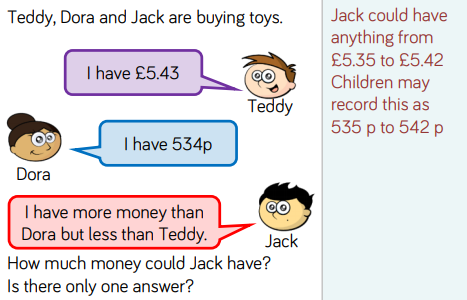 Teddy, Dora and Jack are buying toys.
I have £5.43
Teddy
I have 534p
Dora
I have more money than
Dora but less than Teddy.
Jack
How much money could Jack have?
Is there only one answer?
Jack could have
anything from
£5.35 to £5.42
Children may
record this as
535 p to 542 p